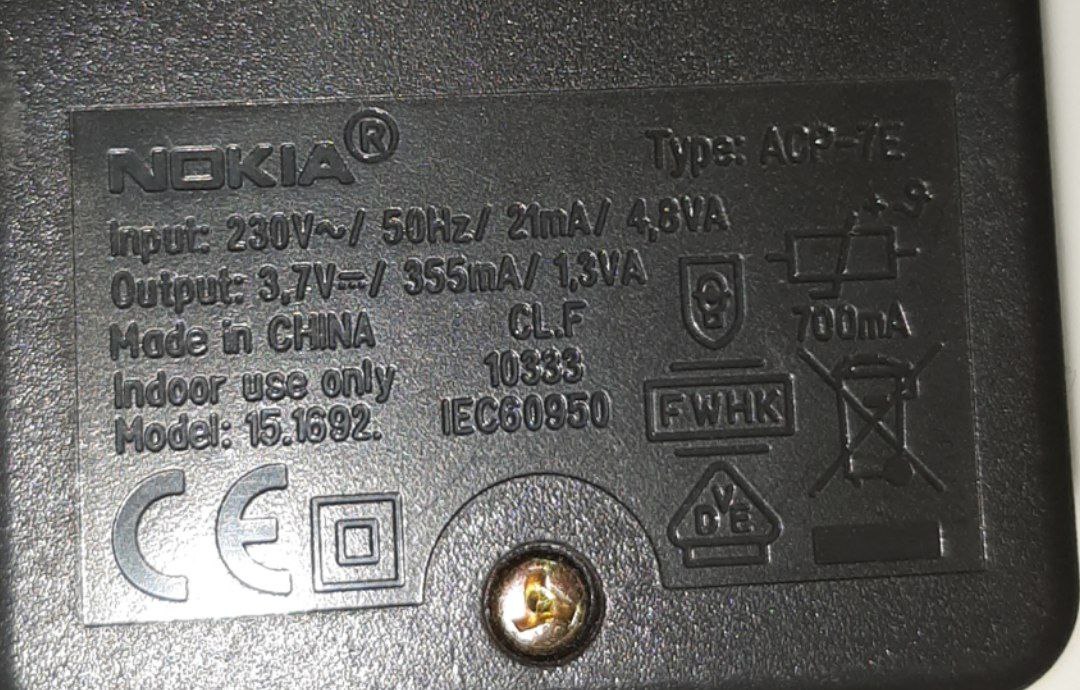 NOKIA® Type: ACP-7E
Input: 230V~/ 50Hz/ 21mA/ 4,8VA
Output: 3,7V⎓/ 355mA/ 1,3VA
Made in CHINA CL.F
700mA
Indoor use only 10333
Model: 15.1692. IEC60950
FWHK
CE
VDE